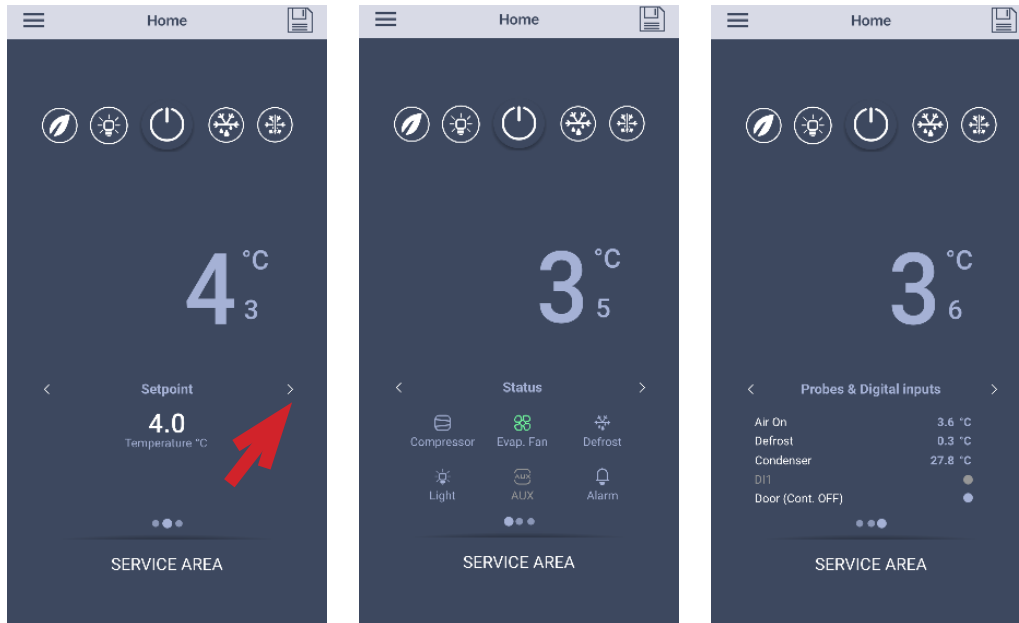 Home
4 °C
3
< Setpoint >
4.0
Temperature °C
SERVICE AREA
Home
3 °C
5
< Status >
Compressor Evap. Fan Defrost
AUX
Light AUX Alarm
SERVICE AREA
Home
3 °C
6
< Probes & Digital inputs >
Air On 3.6 °C
Defrost 0.3 °C
Condenser 27.8 °C
DI1
Door (Cont. OFF)
SERVICE AREA